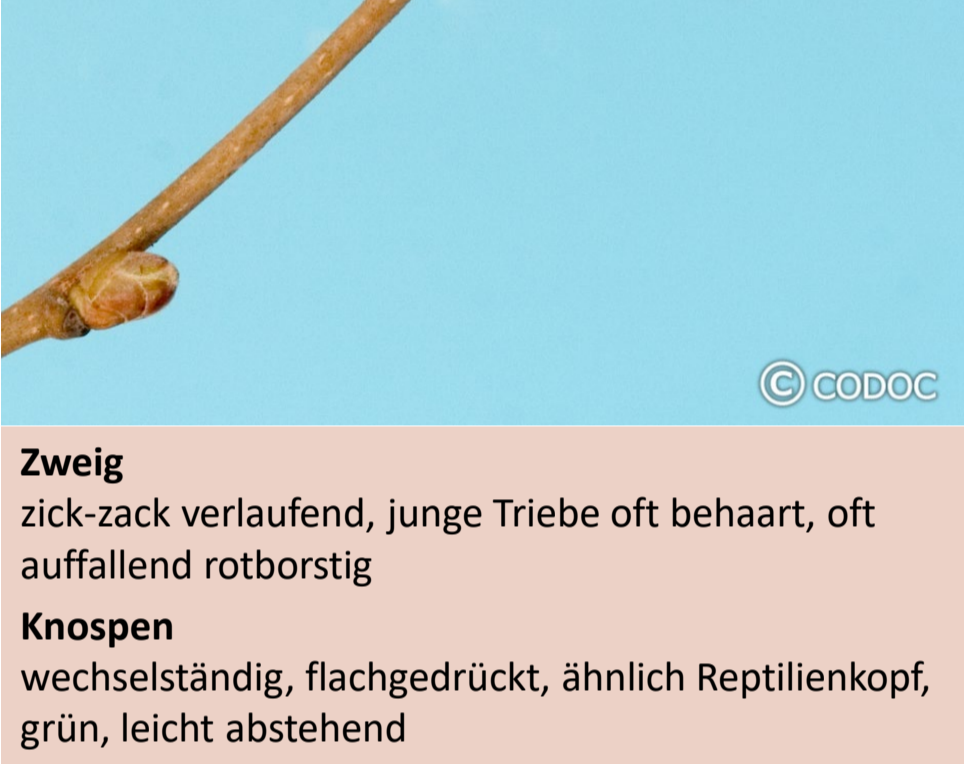 © CODOC
Zweig
zick-zack verlaufend, junge Triebe oft behaart, oft
auffallend rotborstig
Knospen
wechselständig, flachgedrückt, ähnlich Reptilienkopf,
grün, leicht abstehend